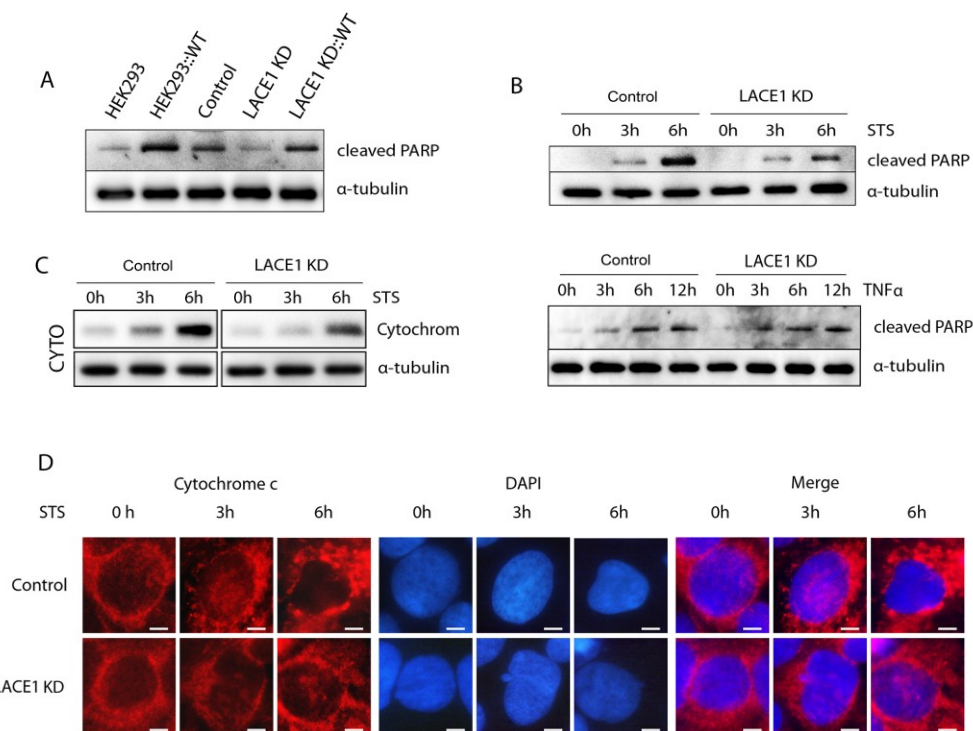 A
HEK293
HEK293::WT
Control
LACE1 KD
LACE1 KD::WT
cleaved PARP
α-tubulin
B
Control LACE1 KD
0h 3h 6h 0h 3h 6h STS
cleaved PARP
α-tubulin
Control LACE1 KD
0h 3h 6h 12h 0h 3h 6h 12h TNFα
cleaved PARP
α-tubulin
C
Control LACE1 KD
0h 3h 6h 0h 3h 6h STS
CYTO
Cytochrom
α-tubulin
D
Cytochrome c DAPI Merge
STS 0 h 3h 6h 0h 3h 6h 0h 3h 6h
Control
LACE1 KD